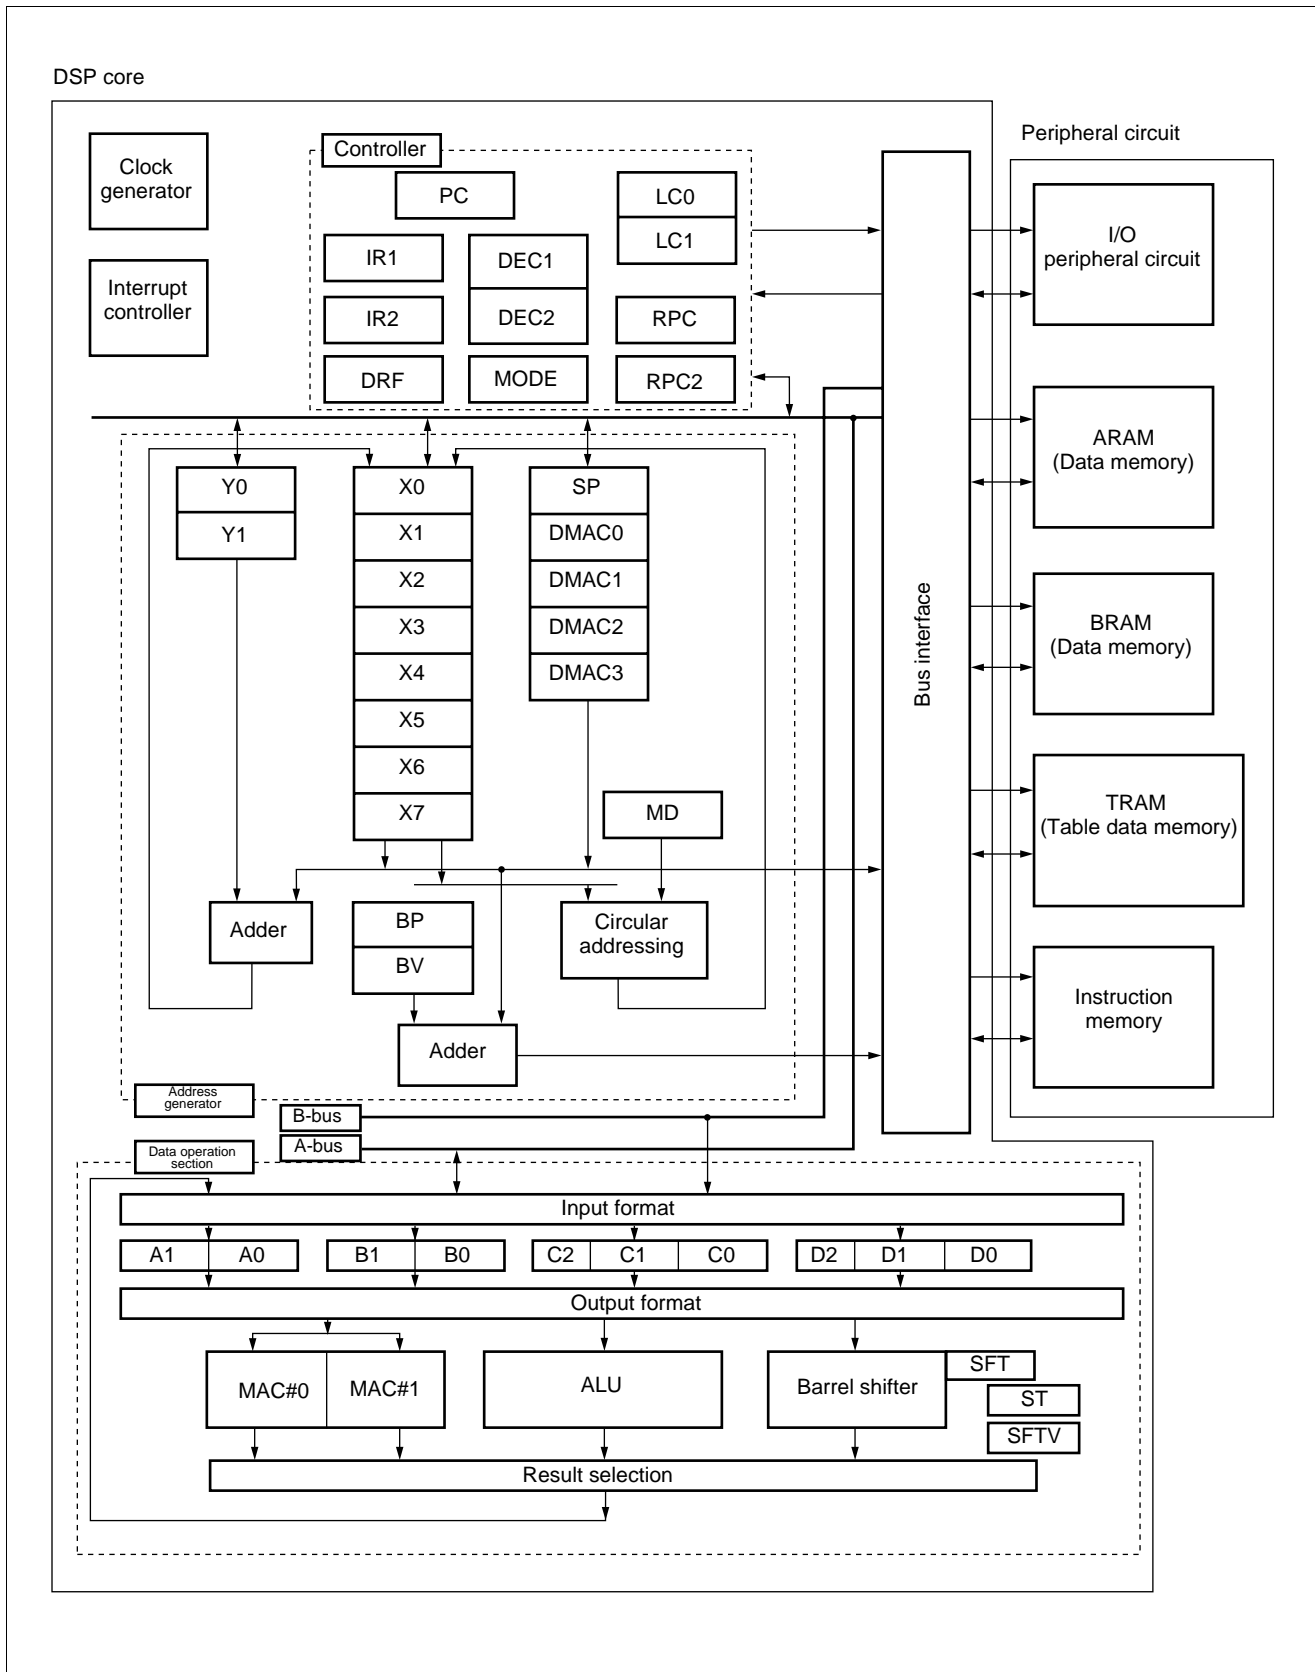 DSP core
Peripheral circuit
Clock
generator
Interrupt
controller
Controller
PC
LC0
LC1
IR1
DEC1
IR2
DEC2
RPC
DRF
MODE
RPC2
Bus interface
I/O
peripheral circuit
ARAM
(Data memory)
BRAM
(Data memory)
TRAM
(Table data memory)
Instruction
memory
Y0
Y1
X0
X1
X2
X3
X4
X5
X6
X7
SP
DMAC0
DMAC1
DMAC2
DMAC3
MD
Adder
BP
BV
Circular
addressing
Adder
Address
generator
B-bus
A-bus
Data operation
section
Input format
A1 A0 B1 B0 C2 C1 C0 D2 D1 D0
Output format
MAC#0 MAC#1
ALU
Barrel shifter
SFT
ST
SFTV
Result selection